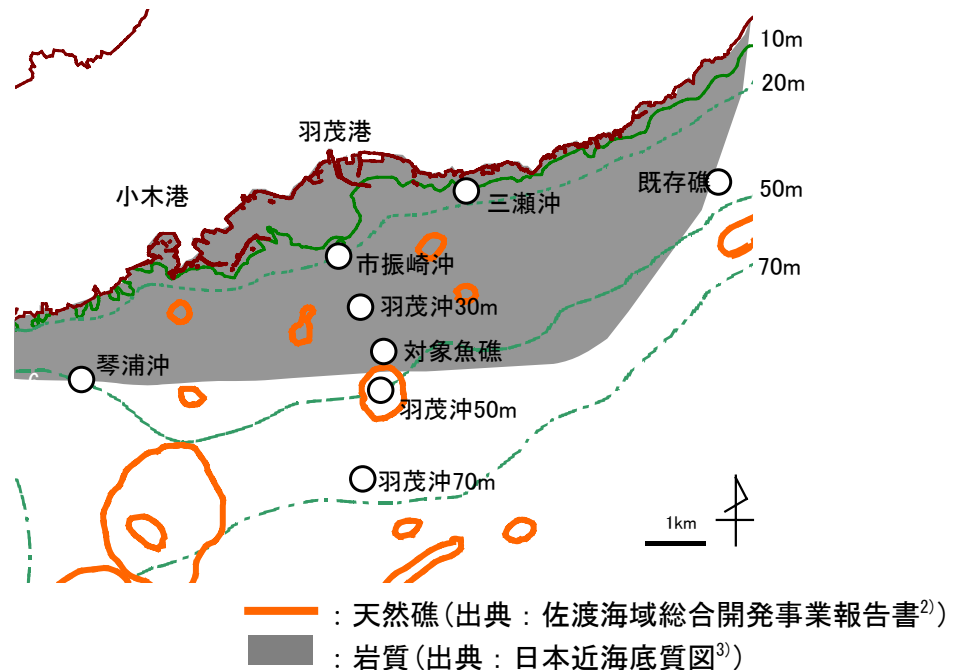 10m
20m
羽茂港
既存礁
50m
小木港
三瀬沖
市振崎沖
70m
羽茂沖30m
対象魚礁
琴浦沖
羽茂沖50m
羽茂沖70m
1km
：天然礁(出典：佐渡海域総合開発事業報告書2))
：岩質(出典：日本近海底質図3))